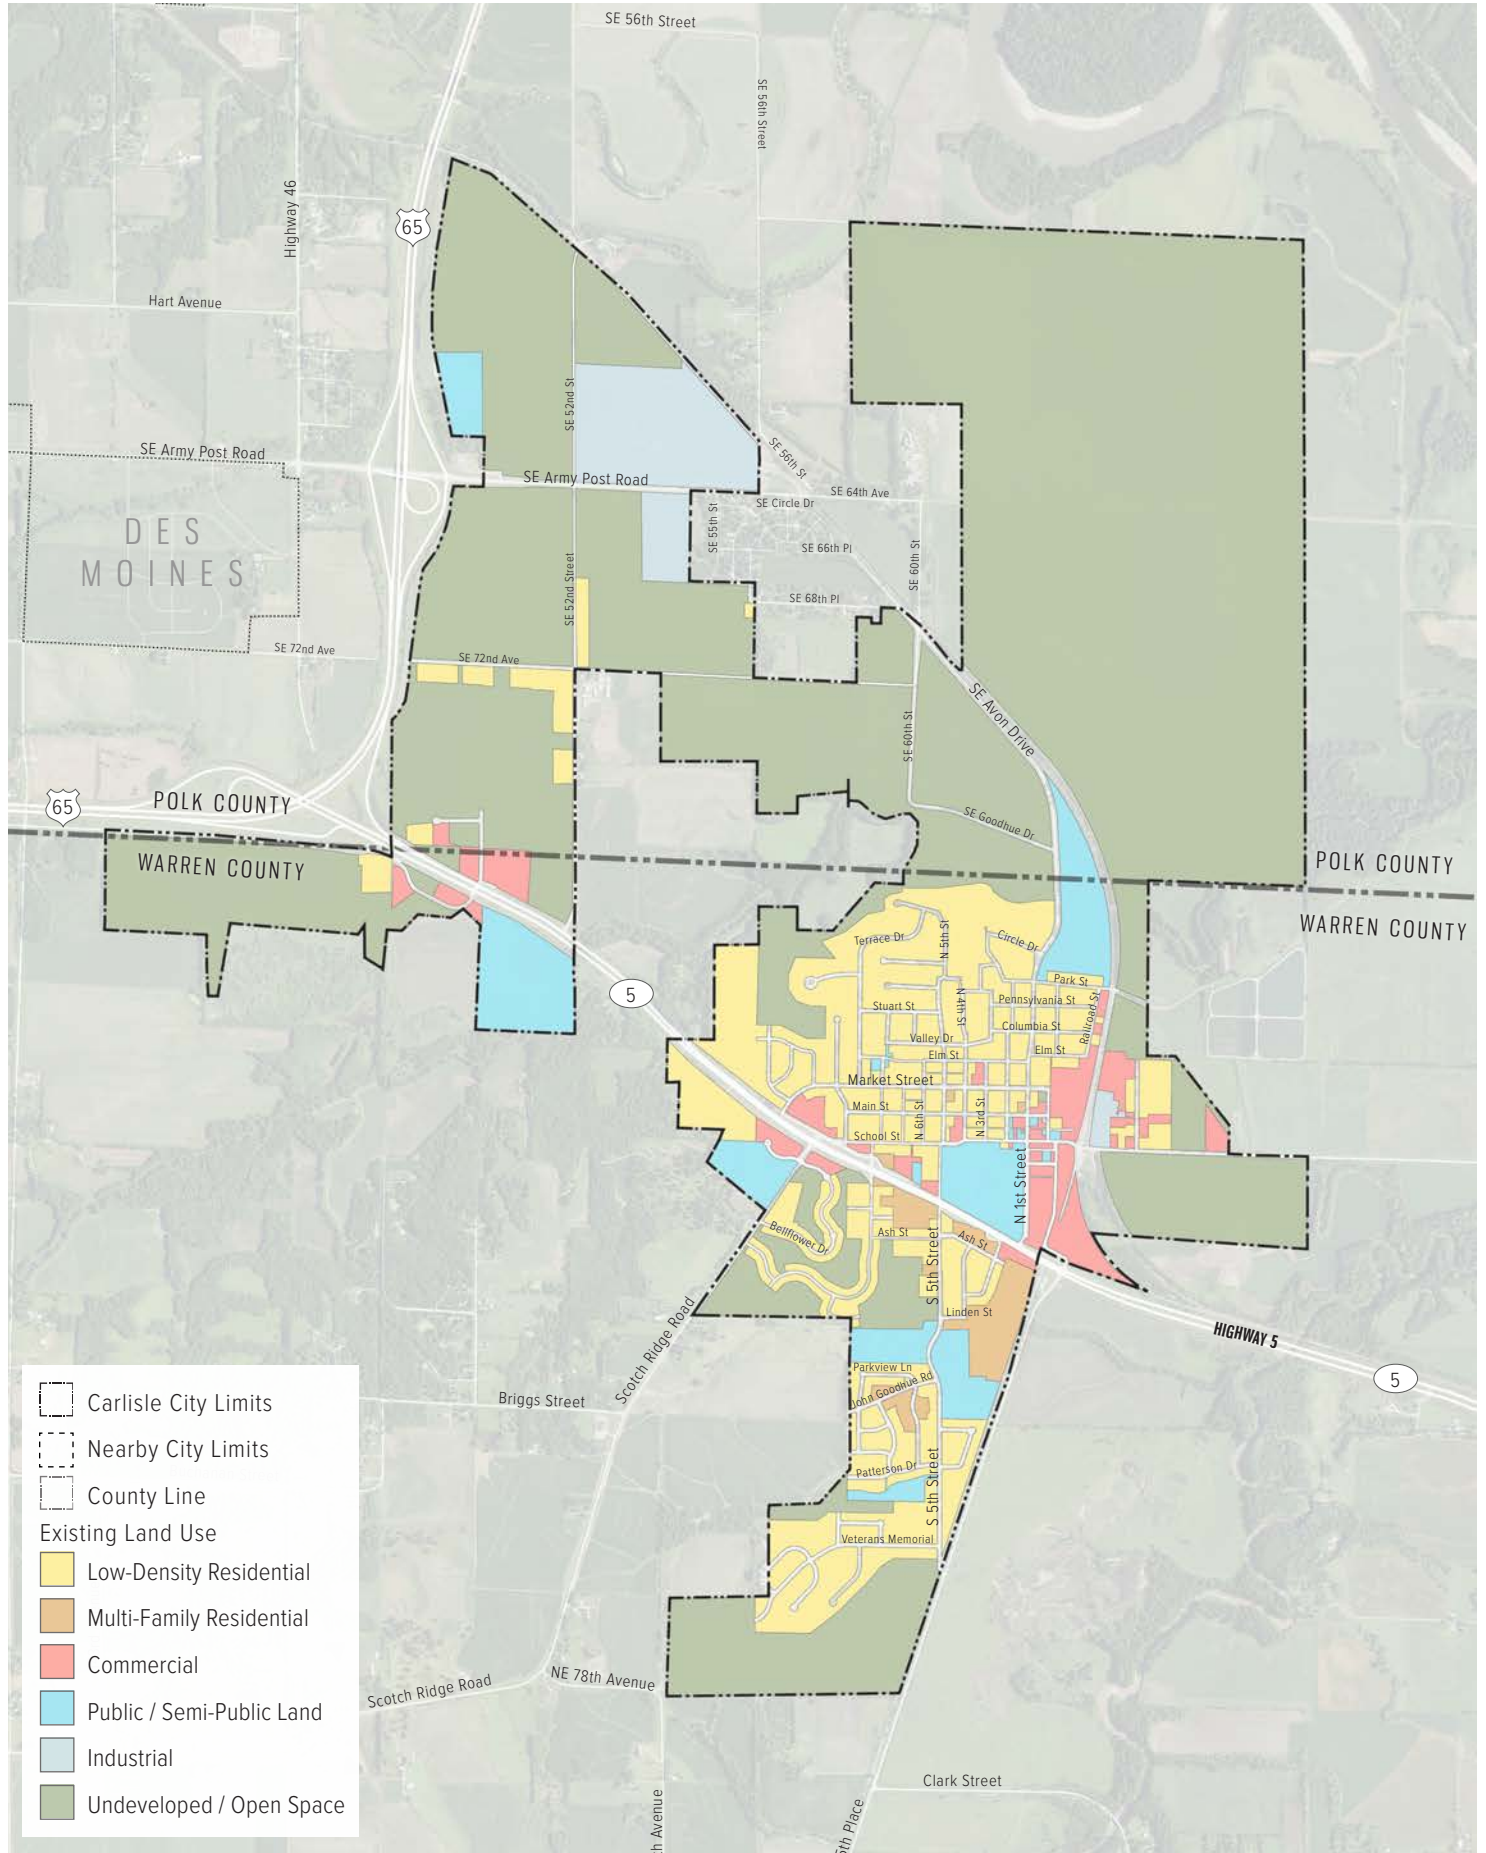 SE 56th Street
SE 56th Street
Highway 46
65
Hart Avenue
SE 52nd St
SE Army Post Road
SE Army Post Road
SE 56th St
SE 64th Ave
SE Circle Dr
SE 55th St
DES
MOINES
SE 66th Pl
SE 60th St
SE 52nd Street
SE 68th Pl
SE 72nd Ave
SE 72nd Ave
SE Avon Drive
SE 60th St
65
POLK COUNTY
SE Goodhue Dr
WARREN COUNTY
POLK COUNTY
WARREN COUNTY
Terrace Dr
N 5th St
Circle Dr
5
Park St
Stuart St
N 4th St
Pennsylvania St
Railroad St
Columbia St
Valley Dr
Elm St
Elm St
Market Street
Main St
N 6th St
N 3rd St
School St
N 1st Street
Bellflower Dr
Ash St
Ash St
S 5th Street
Linden St
HIGHWAY 5
Scotch Ridge Road
Parkview Ln
John Goodhue Rd
5
Briggs Street
Patterson Dr
S 5th Street
Veterans Memorial
NE 78th Avenue
Scotch Ridge Road
Clark Street
h Avenue
5th Place
Carlisle City Limits
Nearby City Limits
County Line
Existing Land Use
Low-Density Residential
Multi-Family Residential
Commercial
Public / Semi-Public Land
Industrial
Undeveloped / Open Space